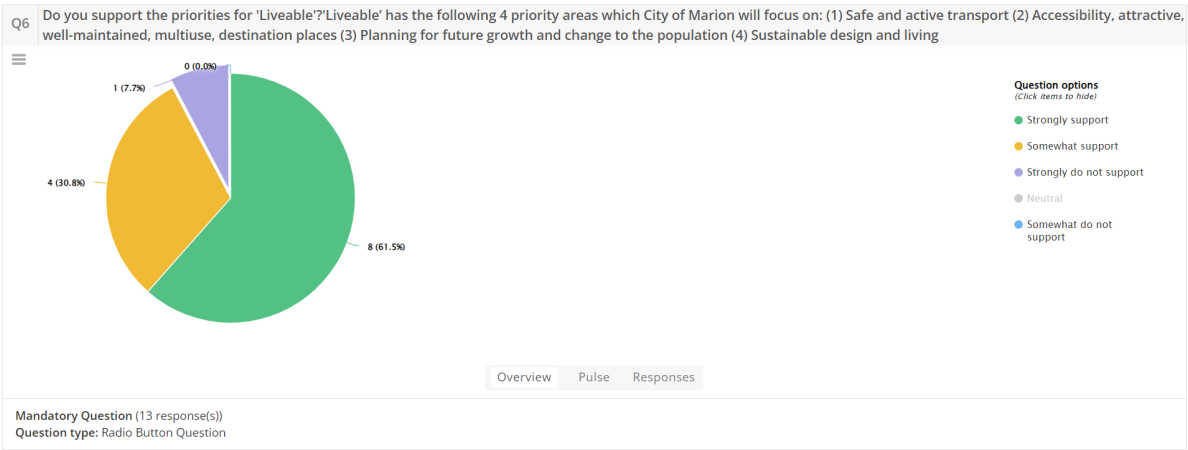 Q6
Do you support the priorities for 'Liveable'?'Liveable’ has the following 4 priority areas which City of Marion will focus on: (1) Safe and active transport (2) Accessibility, attractive,
well-maintained, multiuse, destination places (3) Planning for future growth and change to the population (4) Sustainable design and living
0 (0.0%)
1 (7.7%)
4 (30.8%)
8 (61.5%)
Question options
(Click items to hide)
Strongly support
Somewhat support
Strongly do not support
Neutral
Somewhat do not
support
Overview Pulse Responses
Mandatory Question (13 response(s))
Question type: Radio Button Question